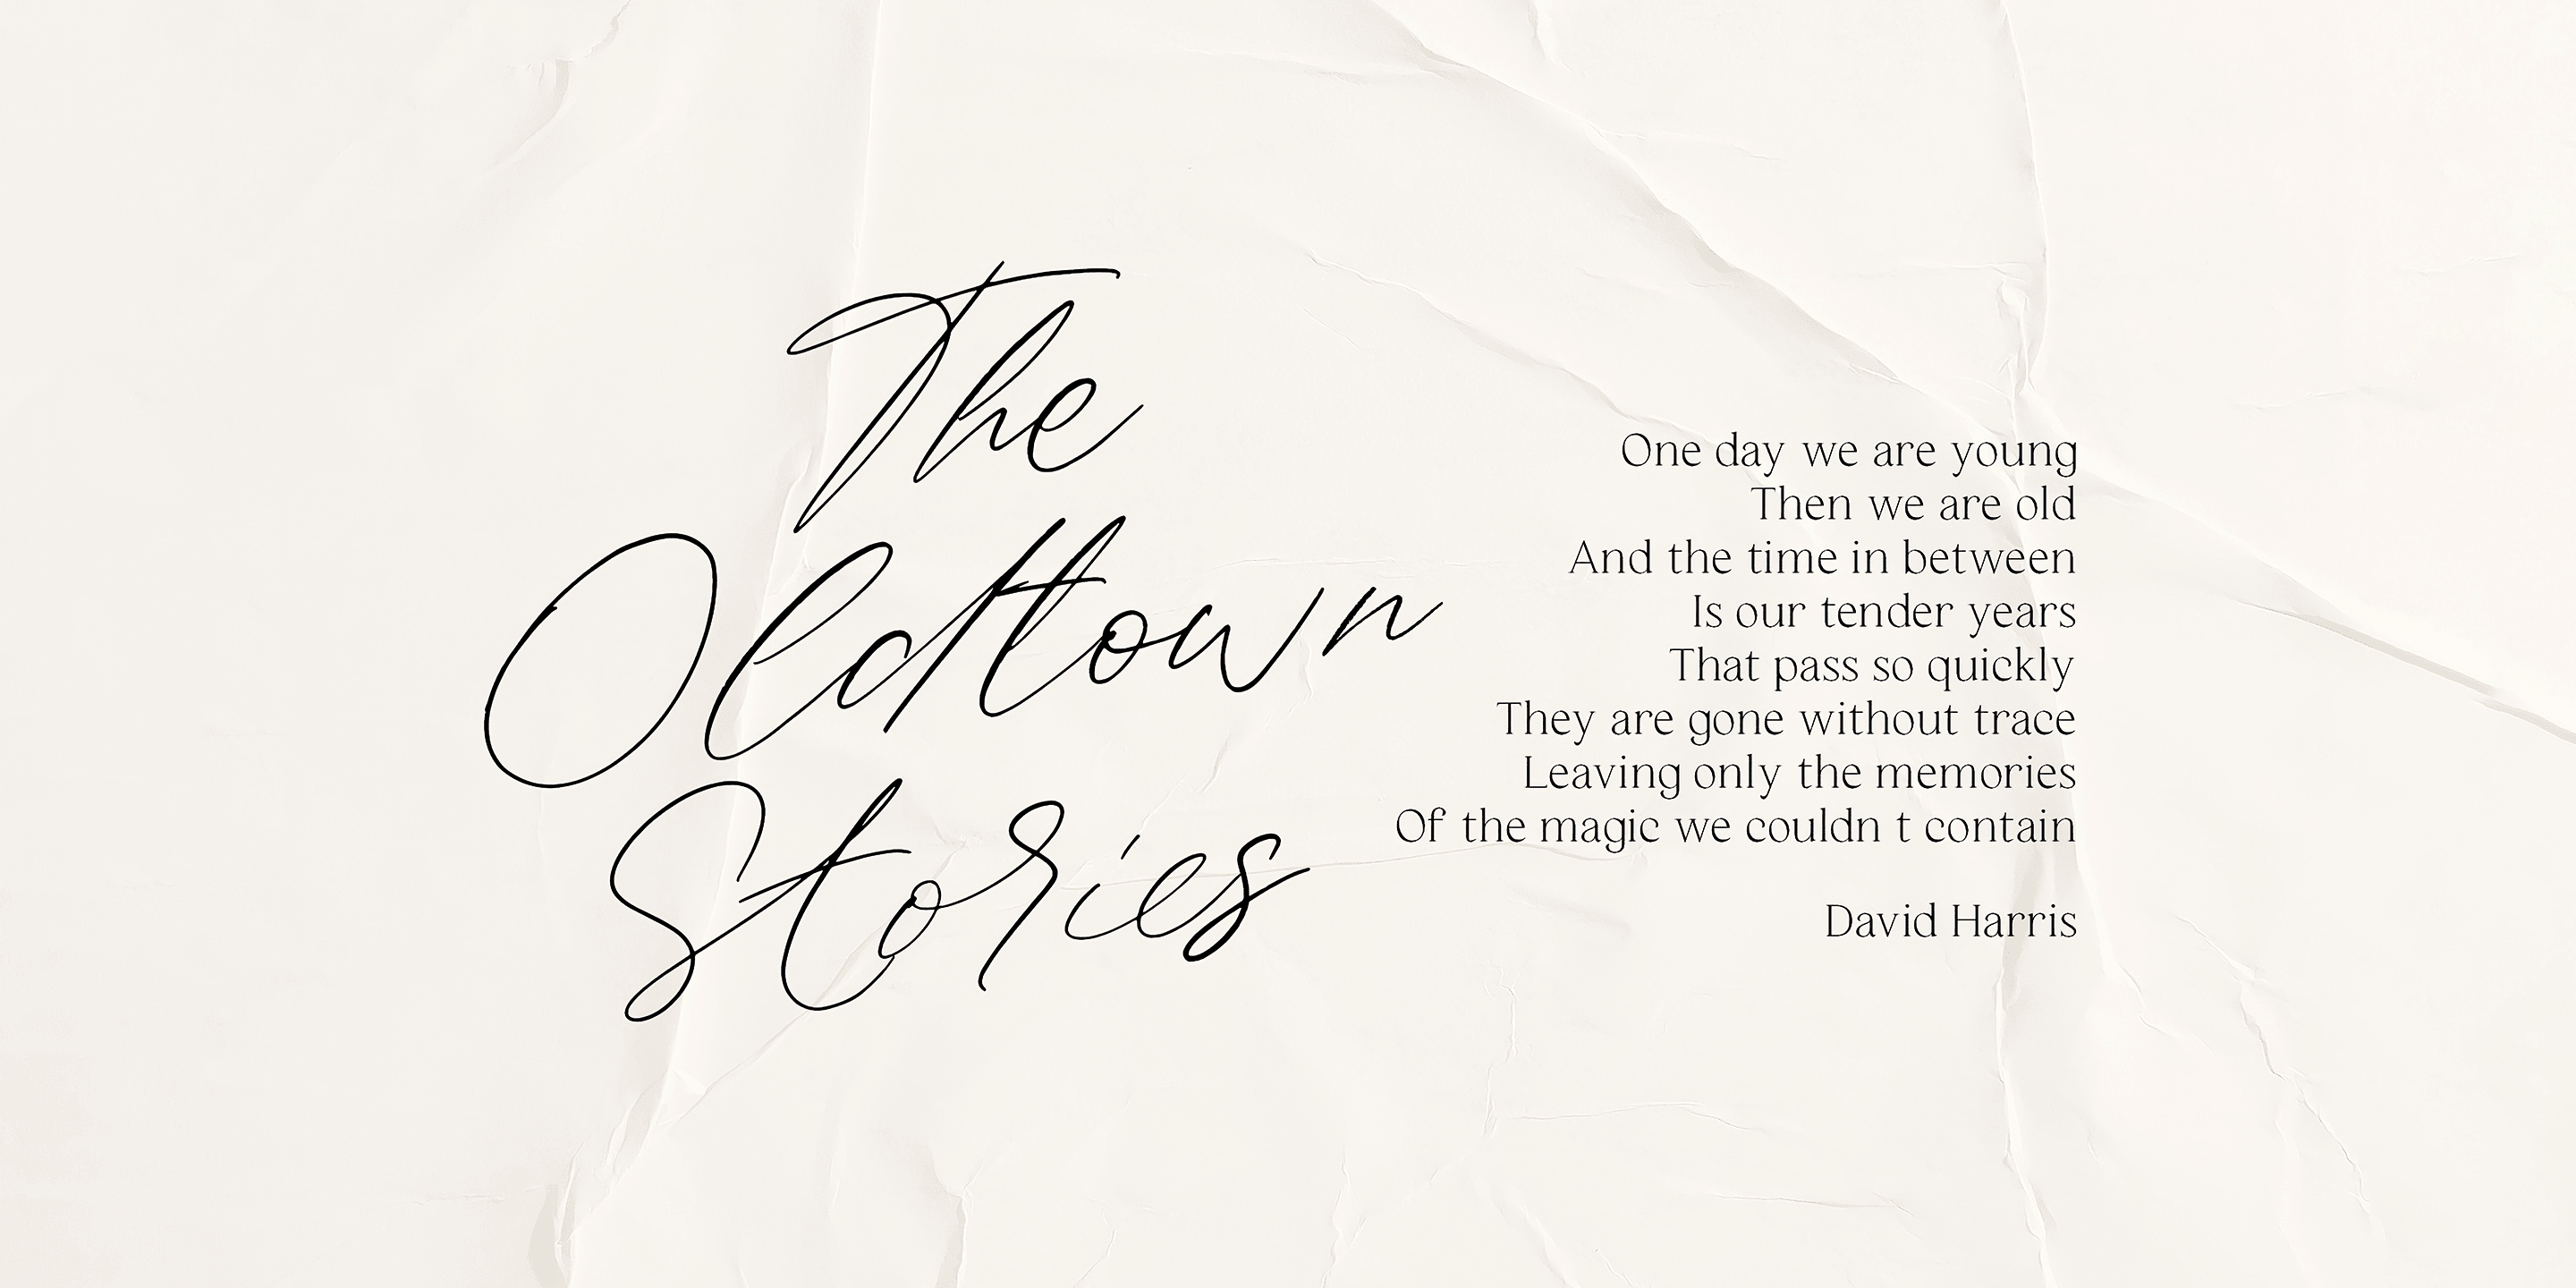 The
Oldtown
Stories
One day we are young
Then we are old
And the time in between
Is our tender years
That pass so quickly
They are gone without trace
Leaving only the memories
Of the magic we couldn t contain
David Harris